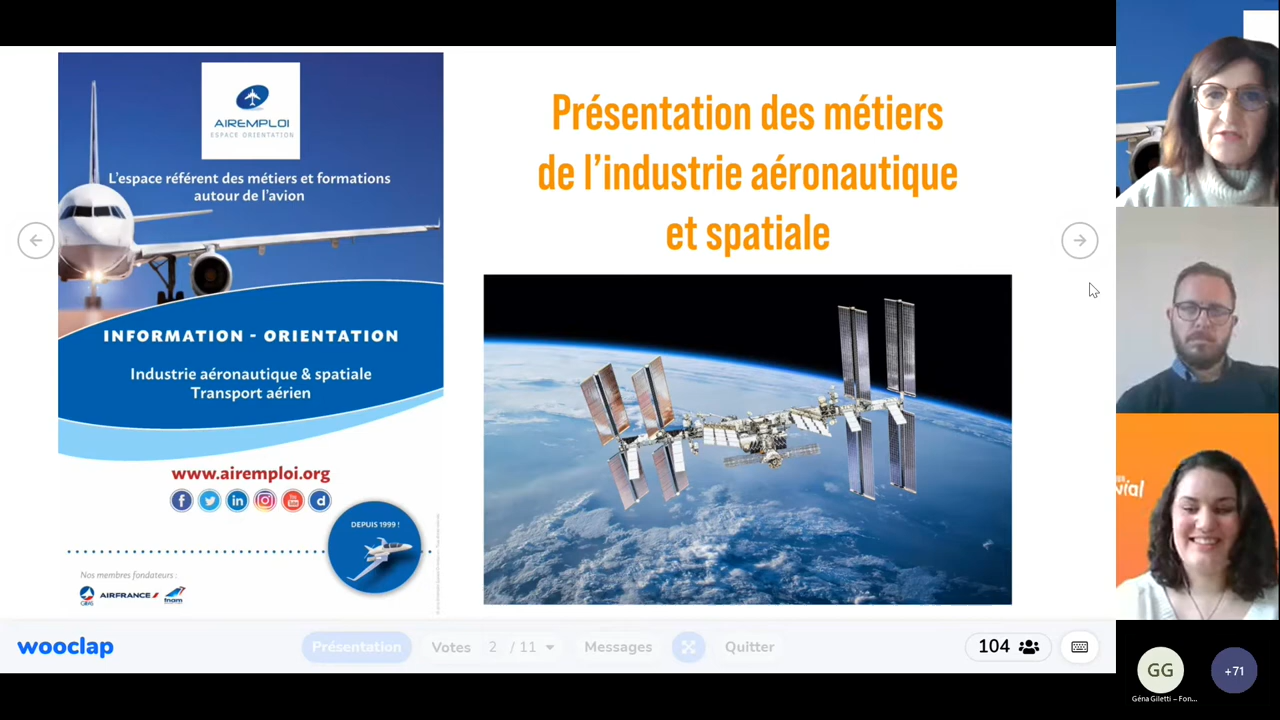 AIREMPLOI
ESPACE ORIENTATION
L'espace référent des métiers et formations
autour de l'avion
INFORMATION - ORIENTATION
Industrie aéronautique & spatiale
Transport aérien
www.airemploi.org
DEPUIS 1999 !
Nos membres fondateurs :
GIFAS AIRFRANCE fnam
Présentation des métiers
de l'industrie aéronautique
et spatiale
wooclap
Présentation
Votes
2 / 11
Messages
Quitter
104
GG
Géna Giletti – Fon...
+71